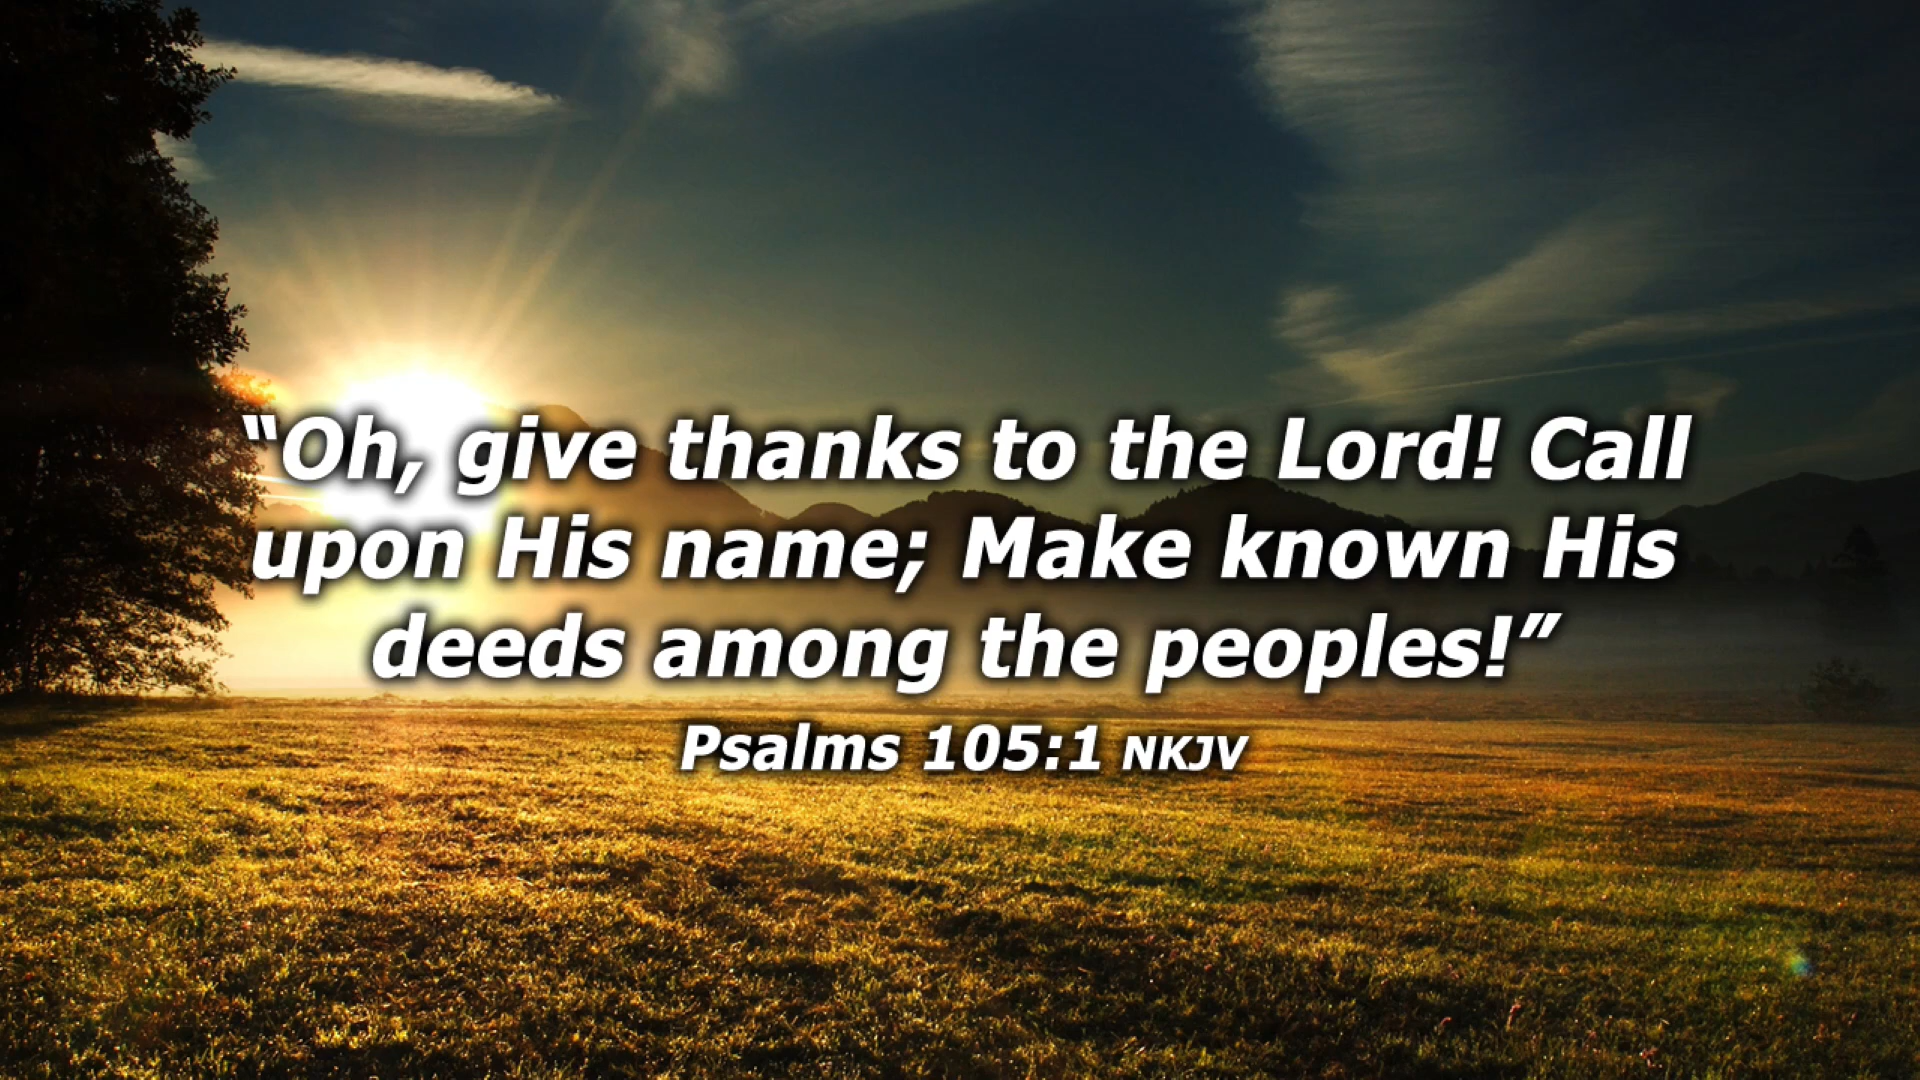 “Oh, give thanks to the Lord! Call
upon His name; Make known His
deeds among the peoples!”
Psalms 105:1 NKJV